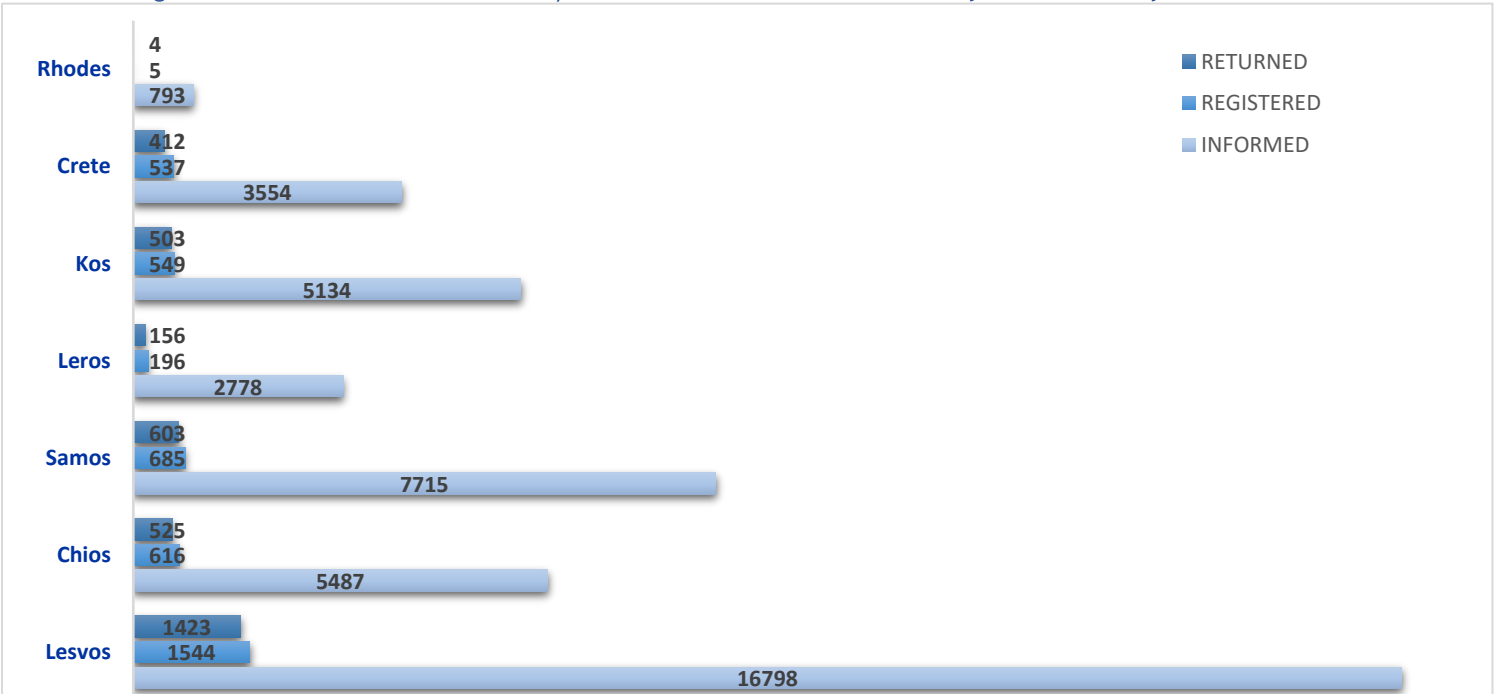 4
Rhodes
5
793
RETURNED
REGISTERED
INFORMED
412
Crete
537
3554
503
Kos
549
5134
156
Leros
196
2778
603
Samos
685
7715
525
Chios
616
5487
1423
Lesvos
1544
16798